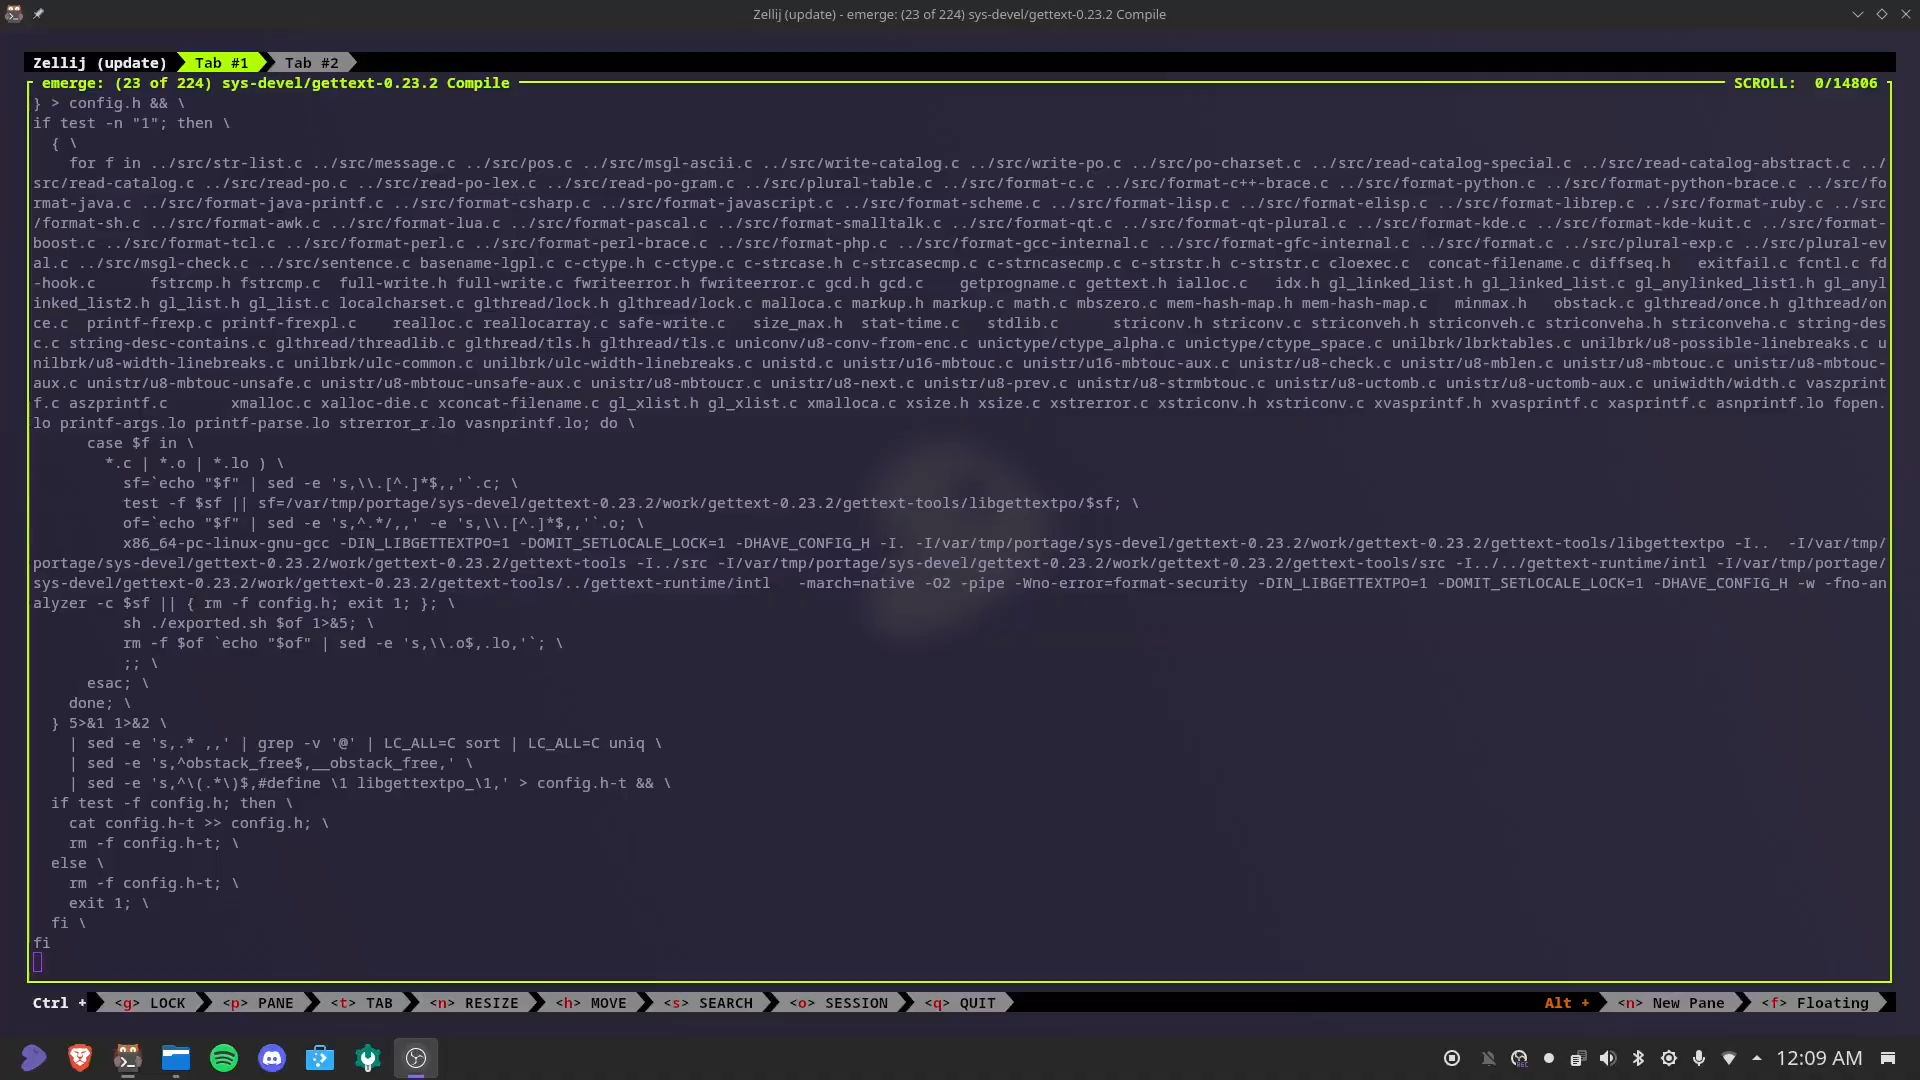 Zellij (update) - emerge: (23 of 224) sys-devel/gettext-0.23.2 Compile
Zellij (update) Tab #1 Tab #2
emerge: (23 of 224) sys-devel/gettext-0.23.2 Compile SCROLL: 0/14806
} > config.h && \
if test -n "1"; then \
{ \
for f in ../src/str-list.c ../src/message.c ../src/pos.c ../src/msgl-ascii.c ../src/write-catalog.c ../src/write-po.c ../src/po-charset.c ../src/read-catalog-special.c ../src/read-catalog-abstract.c ../
src/read-catalog.c ../src/read-po.c ../src/read-po-lex.c ../src/read-po-gram.c ../src/plural-table.c ../src/format-c.c ../src/format-c++-brace.c ../src/format-python.c ../src/format-python-brace.c ../src/fo
rmat-java.c ../src/format-java-printf.c ../src/format-csharp.c ../src/format-javascript.c ../src/format-scheme.c ../src/format-lisp.c ../src/format-elisp.c ../src/format-librep.c ../src/format-ruby.c ../src
/format-sh.c ../src/format-awk.c ../src/format-lua.c ../src/format-pascal.c ../src/format-smalltalk.c ../src/format-qt.c ../src/format-qt-plural.c ../src/format-kde.c ../src/format-kde-kuit.c ../src/format-
boost.c ../src/format-tcl.c ../src/format-perl.c ../src/format-perl-brace.c ../src/format-php.c ../src/format-gcc-internal.c ../src/format-gfc-internal.c ../src/format.c ../src/plural-exp.c ../src/plural-ev
al.c ../src/msgl-check.c ../src/sentence.c basename-lgpl.c c-ctype.h c-ctype.c c-strcase.h c-strcasecmp.c c-strncasecmp.c c-strstr.h c-strstr.c cloexec.c concat-filename.c diffseq.h exitfail.c fcntl.c fd
-hook.c fstrcmp.h fstrcmp.c full-write.h full-write.c fwriteerror.h fwriteerror.c gcd.h gcd.c getprogname.c gettext.h ialloc.c idx.h gl_linked_list.h gl_linked_list.c gl_anylinked_list1.h gl_anyl
inked_list2.h gl_list.h gl_list.c localcharset.c glthread/lock.h glthread/lock.c malloca.c markup.h markup.c math.c mbszero.c mem-hash-map.h mem-hash-map.c minmax.h obstack.c glthread/once.h glthread/on
ce.c printf-frexp.c printf-frexpl.c realloc.c reallocarray.c safe-write.c size_max.h stat-time.c stdlib.c striconv.h striconv.c striconveh.h striconveh.c striconveha.h striconveha.c string-des
c.c string-desc-contains.c glthread/threadlib.c glthread/tls.h glthread/tls.c uniconv/u8-conv-from-enc.c unictype/ctype_alpha.c unictype/ctype_space.c unilbrk/lbrktables.c unilbrk/u8-possible-linebreaks.c u
nilbrk/u8-width-linebreaks.c unilbrk/ulc-common.c unilbrk/ulc-width-linebreaks.c unistd.c unistr/u16-mbtouc.c unistr/u16-mbtouc-aux.c unistr/u8-check.c unistr/u8-mblen.c unistr/u8-mbtouc.c unistr/u8-mbtouc-
aux.c unistr/u8-mbtouc-unsafe.c unistr/u8-mbtouc-unsafe-aux.c unistr/u8-mbtoucr.c unistr/u8-next.c unistr/u8-prev.c unistr/u8-strmbtouc.c unistr/u8-uctomb.c unistr/u8-uctomb-aux.c uniwidth/width.c vaszprint
f.c aszprintf.c xmalloc.c xalloc-die.c xconcat-filename.c gl_xlist.h gl_xlist.c xmalloca.c xsize.h xsize.c xstrerror.c xstriconv.h xstriconv.c xvasprintf.h xvasprintf.c xasprintf.c asnprintf.lo fopen.
lo printf-args.lo printf-parse.lo strerror_r.lo vasnprintf.lo; do \
case $f in \
*.c | *.o | *.lo ) \
sf=`echo "$f" | sed -e 's,\\.[^.]*$,,'`.c; \
test -f $sf || sf=/var/tmp/portage/sys-devel/gettext-0.23.2/work/gettext-0.23.2/gettext-tools/libgettextpo/$sf; \
of=`echo "$f" | sed -e 's,^.*/,,' -e 's,\\.[^.]*$,,'`.o; \
x86_64-pc-linux-gnu-gcc -DIN_LIBGETTEXTPO=1 -DOMIT_SETLOCALE_LOCK=1 -DHAVE_CONFIG_H -I. -I/var/tmp/portage/sys-devel/gettext-0.23.2/work/gettext-0.23.2/gettext-tools/libgettextpo -I.. -I/var/tmp/
portage/sys-devel/gettext-0.23.2/work/gettext-0.23.2/gettext-tools -I../src -I/var/tmp/portage/sys-devel/gettext-0.23.2/work/gettext-0.23.2/gettext-tools/src -I../../gettext-runtime/intl -I/var/tmp/portage/
sys-devel/gettext-0.23.2/work/gettext-0.23.2/gettext-tools/../gettext-runtime/intl -march=native -O2 -pipe -Wno-error=format-security -DIN_LIBGETTEXTPO=1 -DOMIT_SETLOCALE_LOCK=1 -DHAVE_CONFIG_H -w -fno-an
alyzer -c $sf || { rm -f config.h; exit 1; }; \
sh ./exported.sh $of 1>&5; \
rm -f $of `echo "$of" | sed -e 's,\\.o$,.lo,'`; \
;; \
esac; \
done; \
} 5>&1 1>&2 \
| sed -e 's,.* ,,' | grep -v '@' | LC_ALL=C sort | LC_ALL=C uniq \
| sed -e 's,^obstack_free$,__obstack_free,' \
| sed -e 's,^\(.*\)$,#define \1 libgettextpo_\1,' > config.h-t && \
if test -f config.h; then \
cat config.h-t >> config.h; \
rm -f config.h-t; \
else \
rm -f config.h-t; \
exit 1; \
fi \
fi
Ctrl + <g> LOCK <p> PANE <t> TAB <n> RESIZE <h> MOVE <s> SEARCH <o> SESSION <q> QUIT Alt + <n> New Pane <f> Floating
12:09 AM